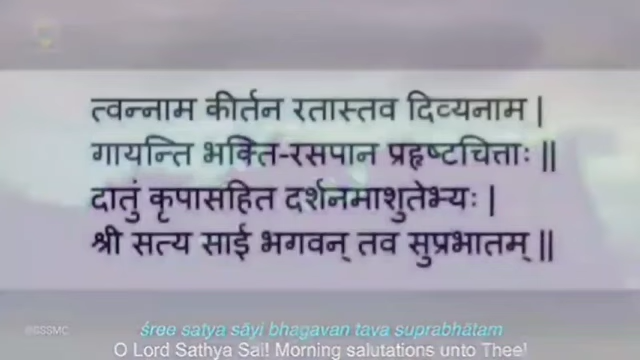 त्वन्नाम कीर्तन रतास्तव दिव्यनाम |
गायन्ति भक्ति-रसपान प्रहृष्टचित्ताः ||
दातुं कृपासहित दर्शनमाशुतेभ्यः |
श्री सत्य साई भगवन् तव सुप्रभातम् ||
@SSSMC
śree satya sāyi bhagavan tava suprabhātam
O Lord Sathya Sai! Morning salutations unto Thee!